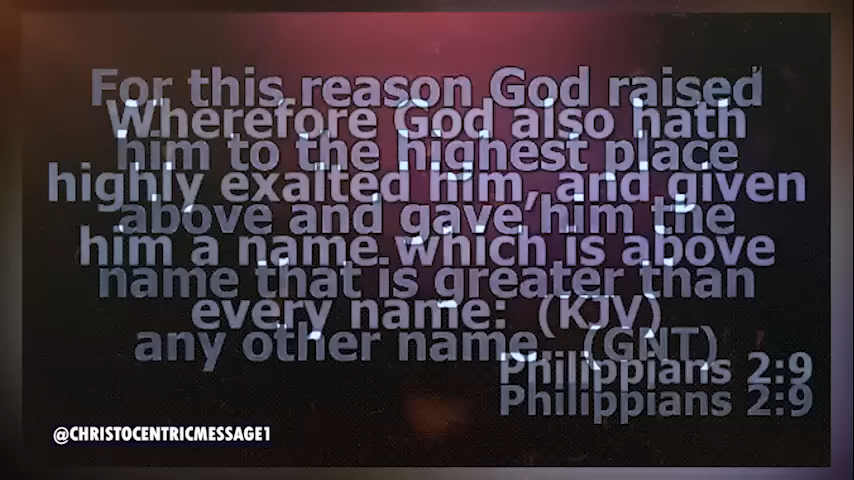 For this reason God raised
Wherefore God also hath
him to the highest place
highly exalted him, and given
above and gave him the
him a name which is above
name that is greater than
every name: (KJV)
any other name. (GNT)
Philippians 2:9
Philippians 2:9
@CHRISTOCENTRICMESSAGE1